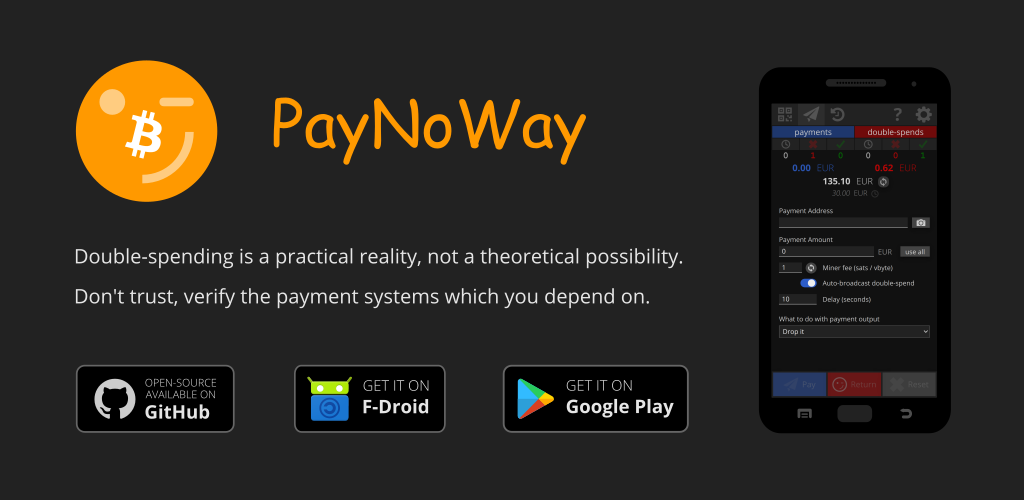 PayNoWay
Double-spending is a practical reality, not a theoretical possibility.
Don't trust, verify the payment systems which you depend on.
OPEN-SOURCE
AVAILABLE ON
GitHub
GET IT ON
F-Droid
GET IT ON
Google Play
?
payments double-spends
0 1 0 0 0 1
0.00 EUR 0.62 EUR
135.10 EUR
30.00 EUR
Payment Address
Payment Amount
0 EUR use all
1 Miner fee (sats / vbyte)
Auto-broadcast double-spend
10 Delay (seconds)
What to do with payment output
Drop it
Pay Return Reset